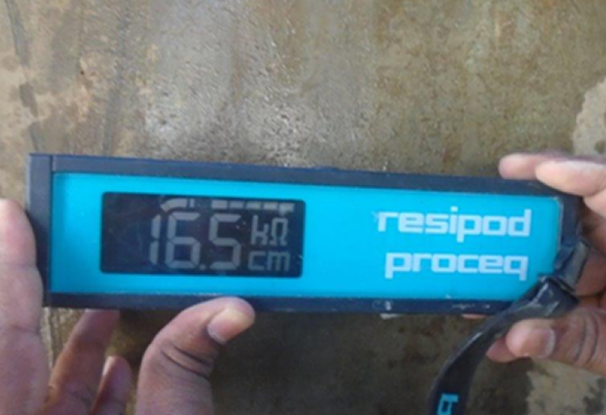 16.5 kΩ
cm
resipod
proceq